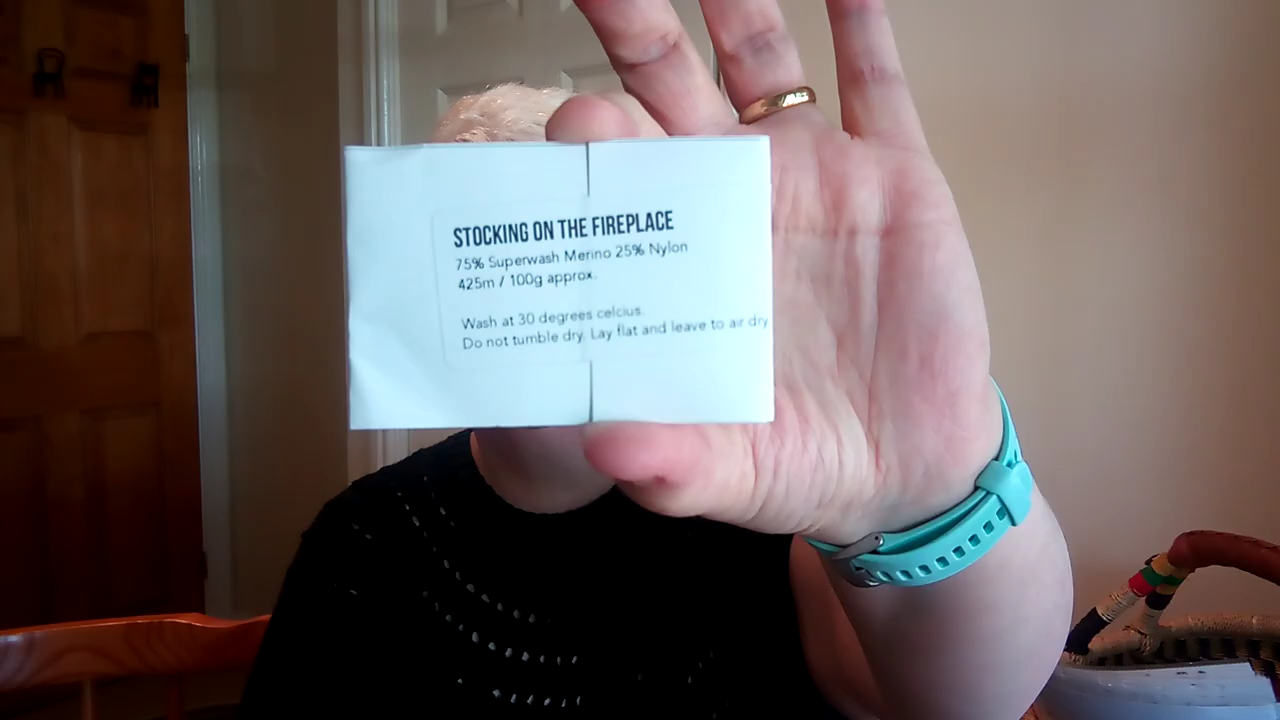 STOCKING ON THE FIREPLACE
75% Superwash Merino 25% Nylon
425m / 100g approx.
Wash at 30 degrees celcius.
Do not tumble dry. Lay flat and leave to air dry